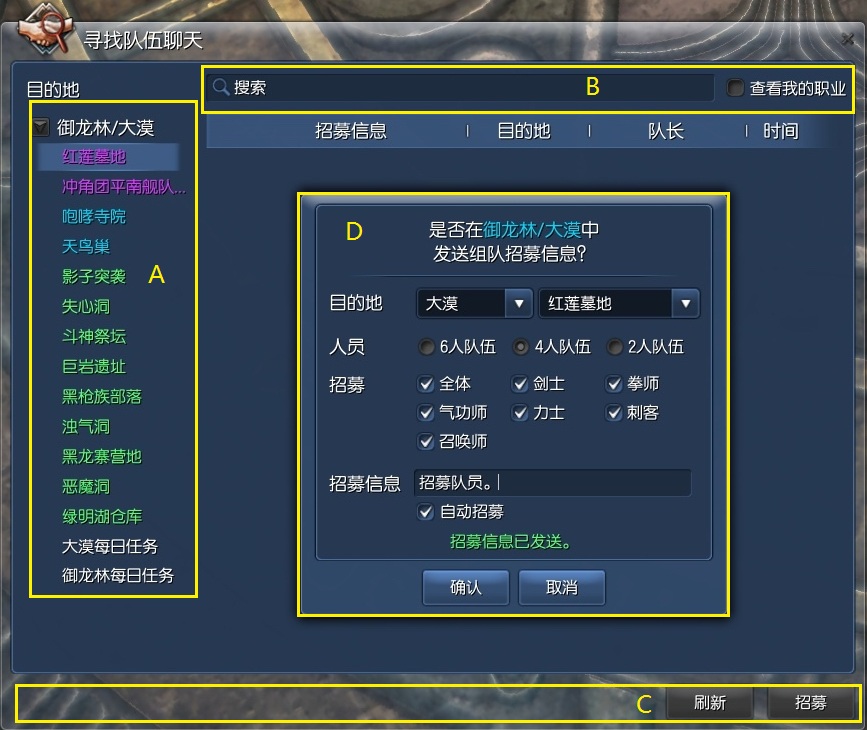 寻找队伍聊天
目的地
搜索 B 查看我的职业
招募信息 目的地 队长 时间
御龙林/大漠
红莲墓地
冲角团平南舰队...
咆哮寺院
天鸟巢
影子突袭
A
失心洞
斗神祭坛
巨岩遗址
黑枪族部落
浊气洞
黑龙寨营地
恶魔洞
绿明湖仓库
大漠每日任务
御龙林每日任务
D
是否在御龙林/大漠中
发送组队招募信息?
目的地 大漠 红莲墓地
人员 6人队伍 4人队伍 2人队伍
招募 全体 剑士 拳师
气功师 力士 刺客
召唤师
招募信息 招募队员。
自动招募
招募信息已发送。
确认 取消
C 刷新 招募